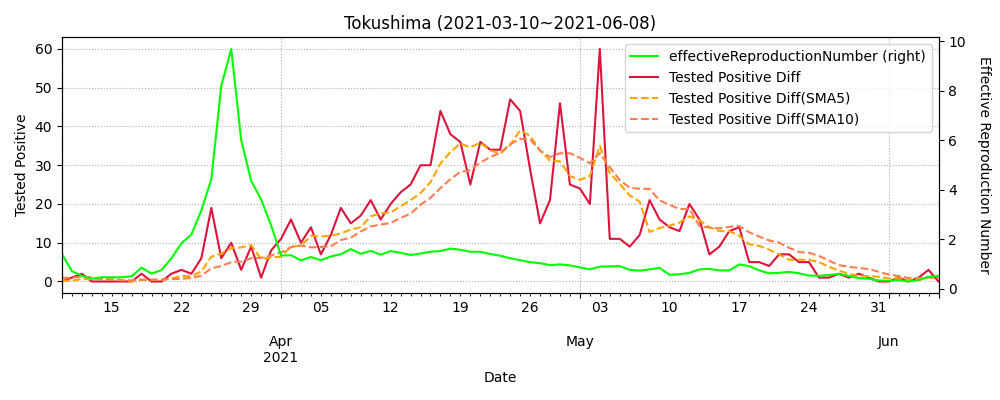 Tokushima (2021-03-10~2021-06-08)
effectiveReproductionNumber (right)
Tested Positive Diff
Tested Positive Diff(SMA5)
Tested Positive Diff(SMA10)
Tested Positive
60
50
40
30
20
10
0
10
8
6
4
2
0
Effective Reproduction Number
15 22 29 05 12 19 26 03 10 17 24 31
Apr May Jun
2021
Date